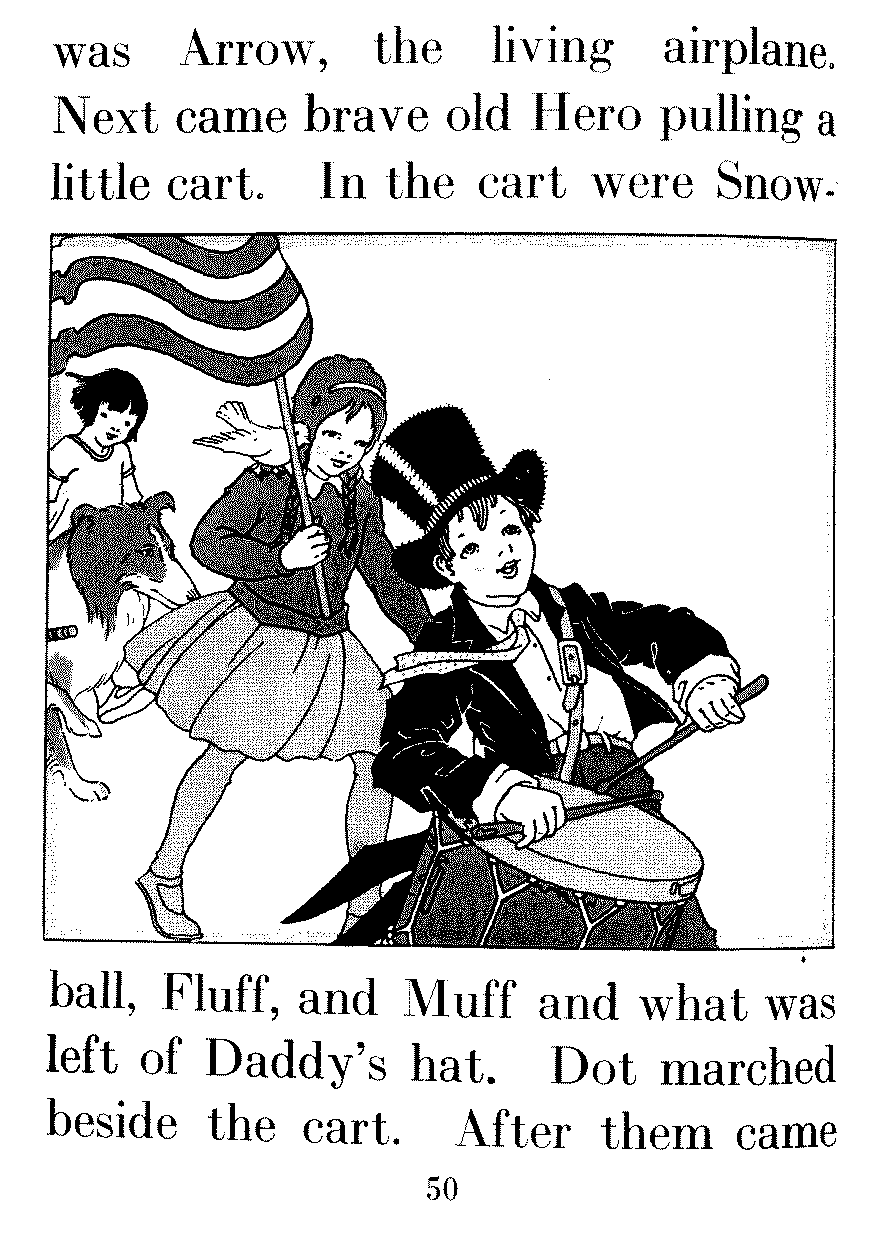 was Arrow, the living airplane.
Next came brave old Hero pulling a
little cart. In the cart were Snow-
ball, Fluff, and Muff and what was
left of Daddy's hat. Dot marched
beside the cart. After them came
50